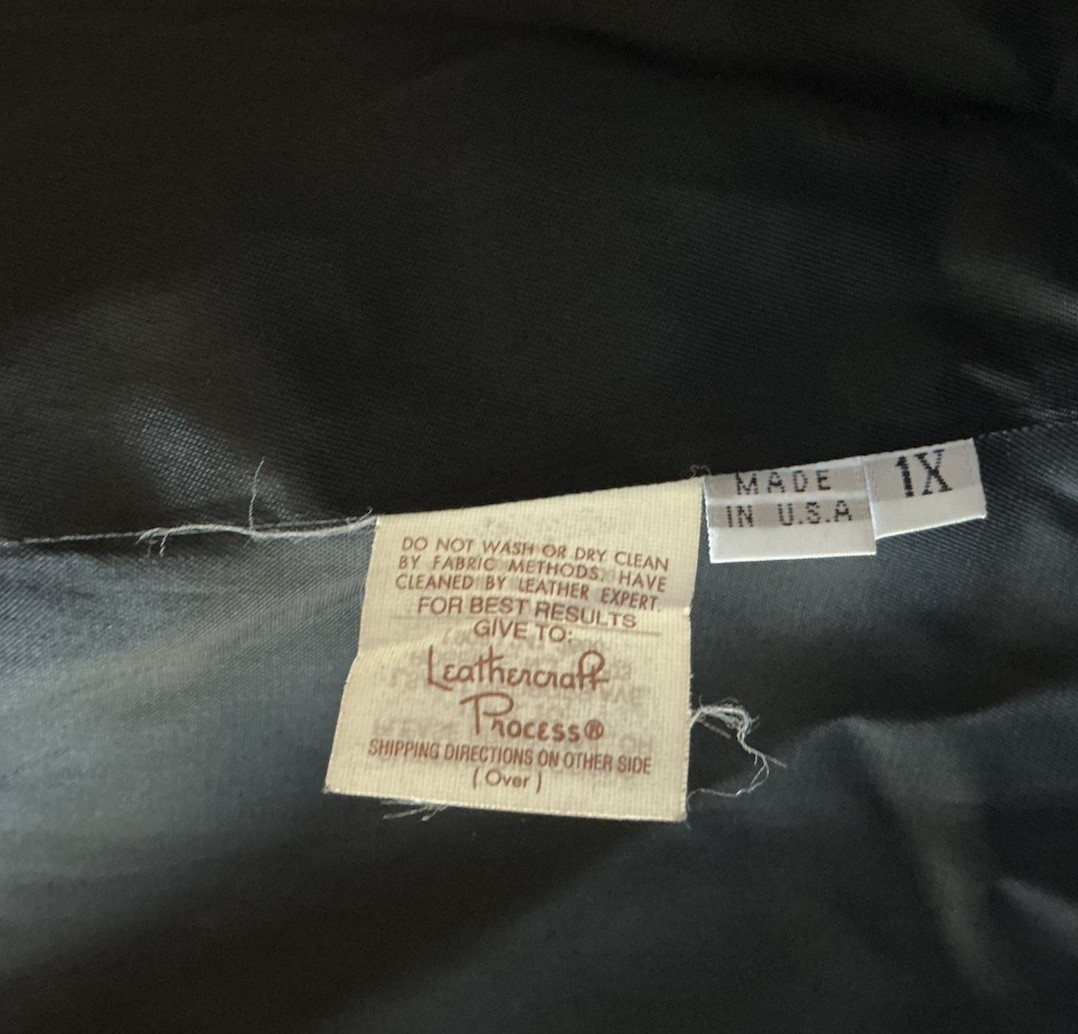 DO NOT WASH OR DRY CLEAN
BY FABRIC METHODS. HAVE
CLEANED BY LEATHER EXPERT.
FOR BEST RESULTS
GIVE TO:
Leathercraft
Process®
SHIPPING DIRECTIONS ON OTHER SIDE
(Over)
MADE
IN U.S.A
1X